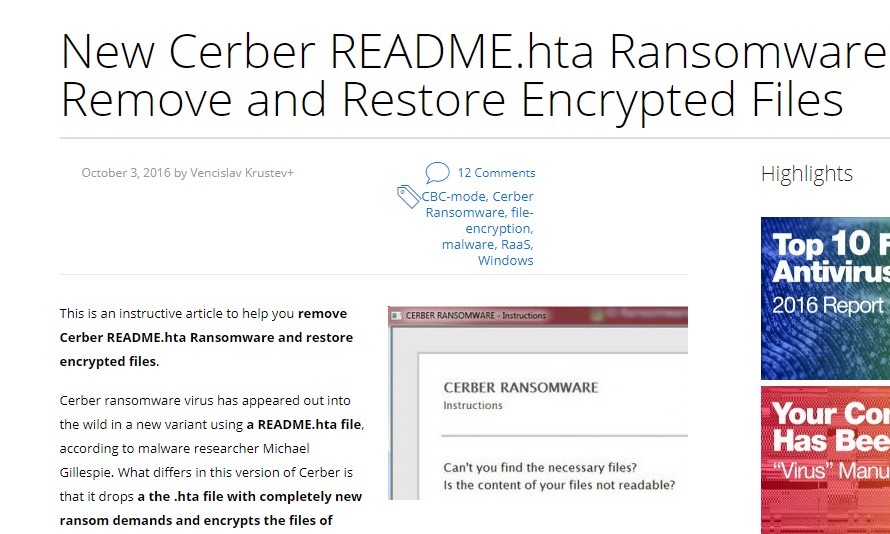 New Cerber README.hta Ransomware
Remove and Restore Encrypted Files
October 3, 2016 by Vencislav Krustev+
12 Comments
CBC-mode, Cerber
Ransomware, file-
encryption,
malware, RaaS,
Windows
This is an instructive article to help you remove
Cerber README.hta Ransomware and restore
encrypted files.
Cerber ransomware virus has appeared out into
the wild in a new variant using a README.hta file,
according to malware researcher Michael
Gillespie. What differs in this version of Cerber is
that it drops a the .hta file with completely new
ransom demands and encrypts the files of
CERBER RANSOMWARE - Instructions
CERBER RANSOMWARE
Instructions
Can't you find the necessary files?
Is the content of your files not readable?
Highlights
Top 10 F
Antivirus
2016 Report
Your Con
Has Bee
"Virus" Manu